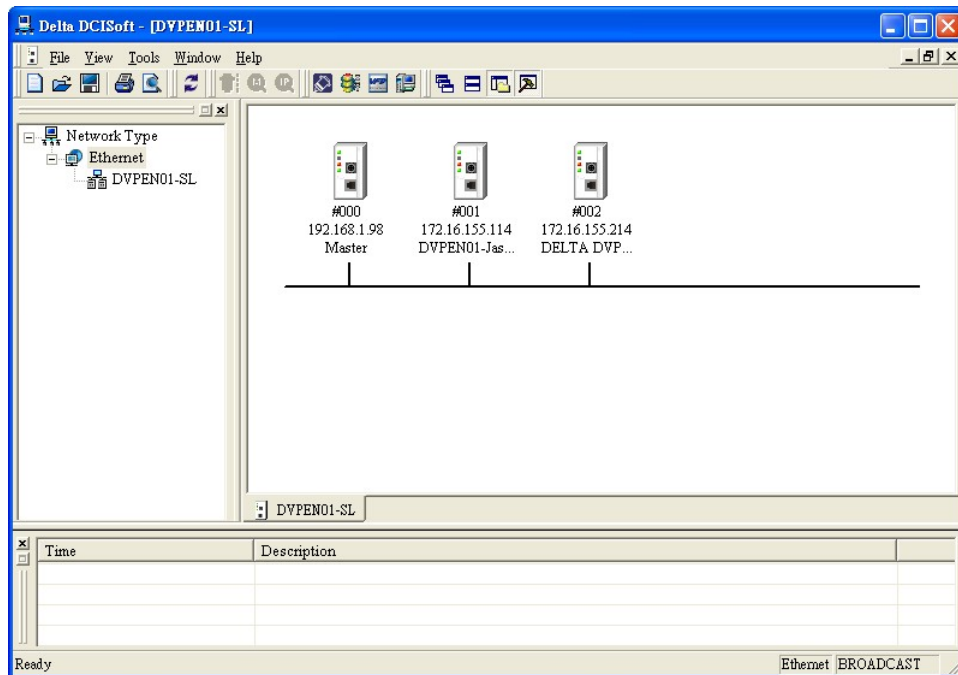 Delta DCISoft - [DVPEN01-SL]
File View Tools Window Help
Network Type
Ethernet
DVPEN01-SL
#000
192.168.1.98
Master
#001
172.16.155.114
DVPEN01-Jas...
#002
172.16.155.214
DELTA DVP...
DVPEN01-SL
Time Description
Ready Ethernet BROADCAST